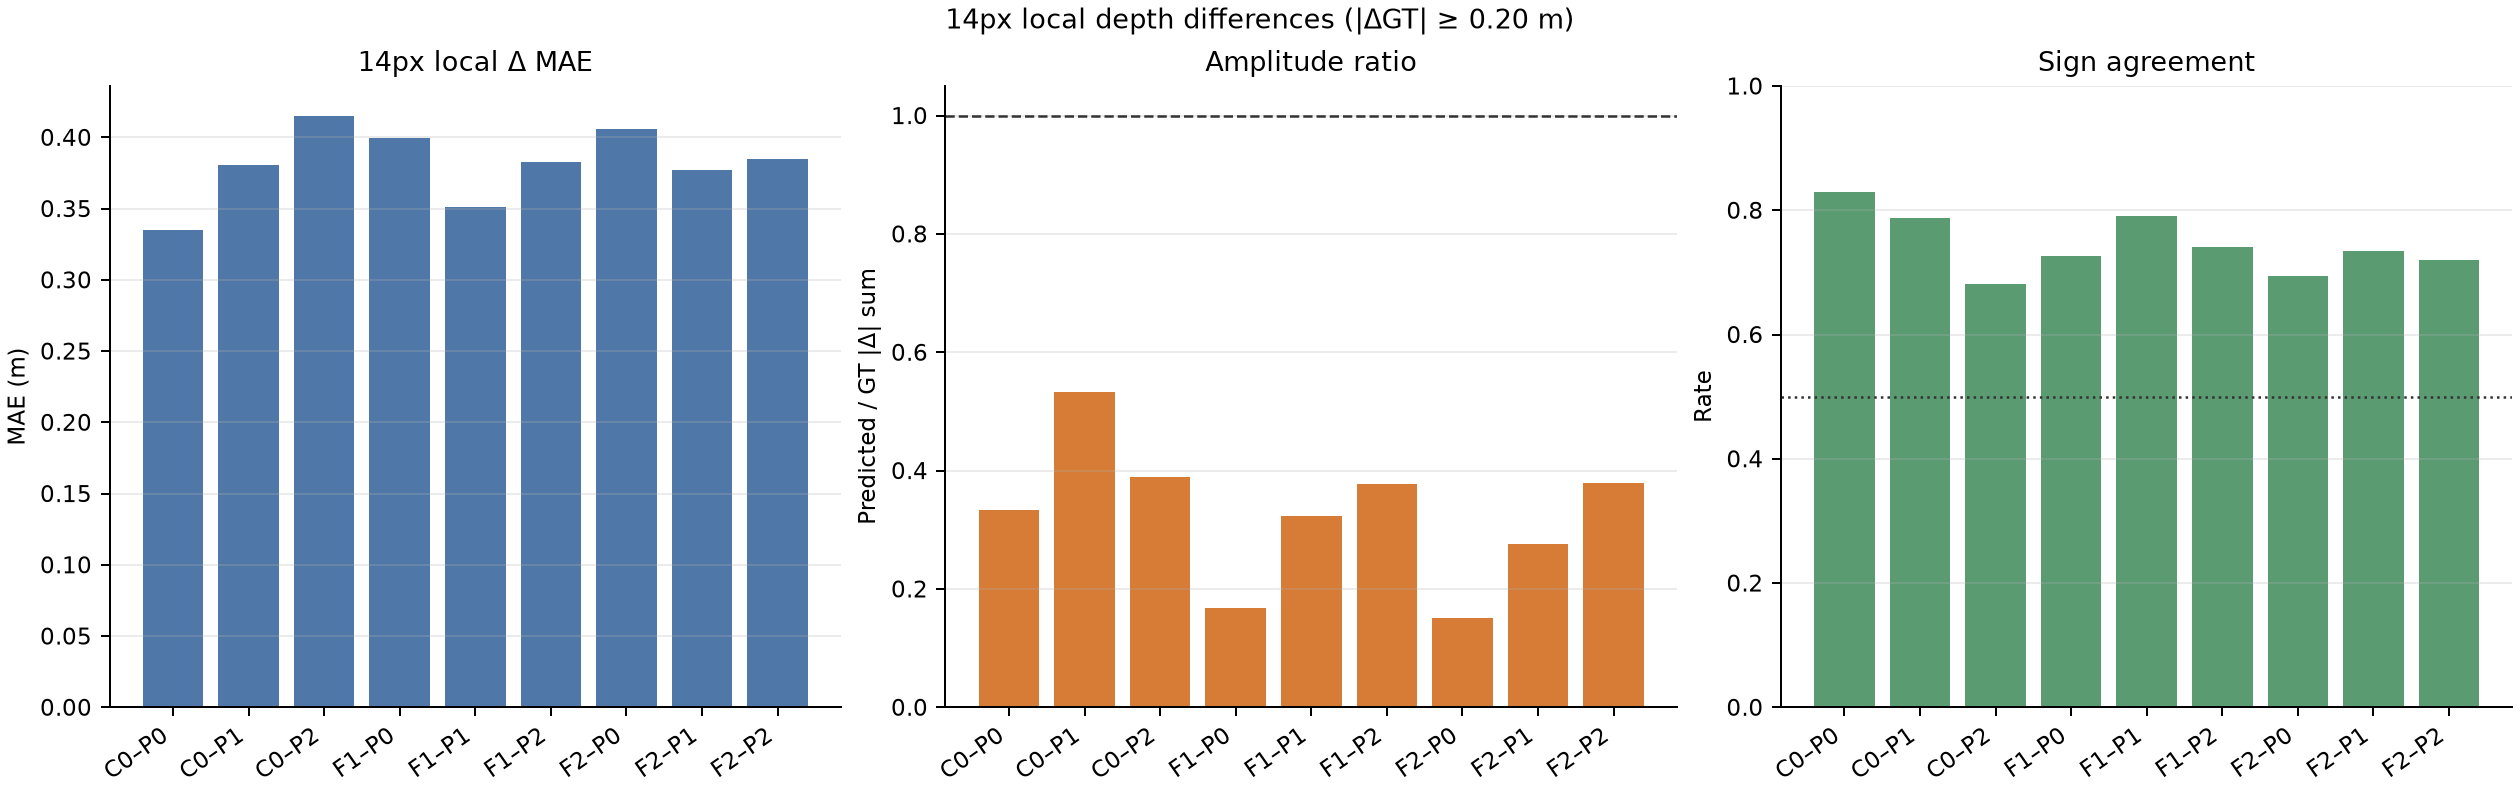 14px local depth differences (|ΔGT| ≥ 0.20 m)
14px local Δ MAE
MAE (m)
0.40
0.35
0.30
0.25
0.20
0.15
0.10
0.05
0.00
C0–P0
C0–P1
C0–P2
F1–P0
F1–P1
F1–P2
F2–P0
F2–P1
F2–P2
Amplitude ratio
Predicted / GT |Δ| sum
1.0
0.8
0.6
0.4
0.2
0.0
C0–P0
C0–P1
C0–P2
F1–P0
F1–P1
F1–P2
F2–P0
F2–P1
F2–P2
Sign agreement
Rate
1.0
0.8
0.6
0.4
0.2
0.0
C0–P0
C0–P1
C0–P2
F1–P0
F1–P1
F1–P2
F2–P0
F2–P1
F2–P2